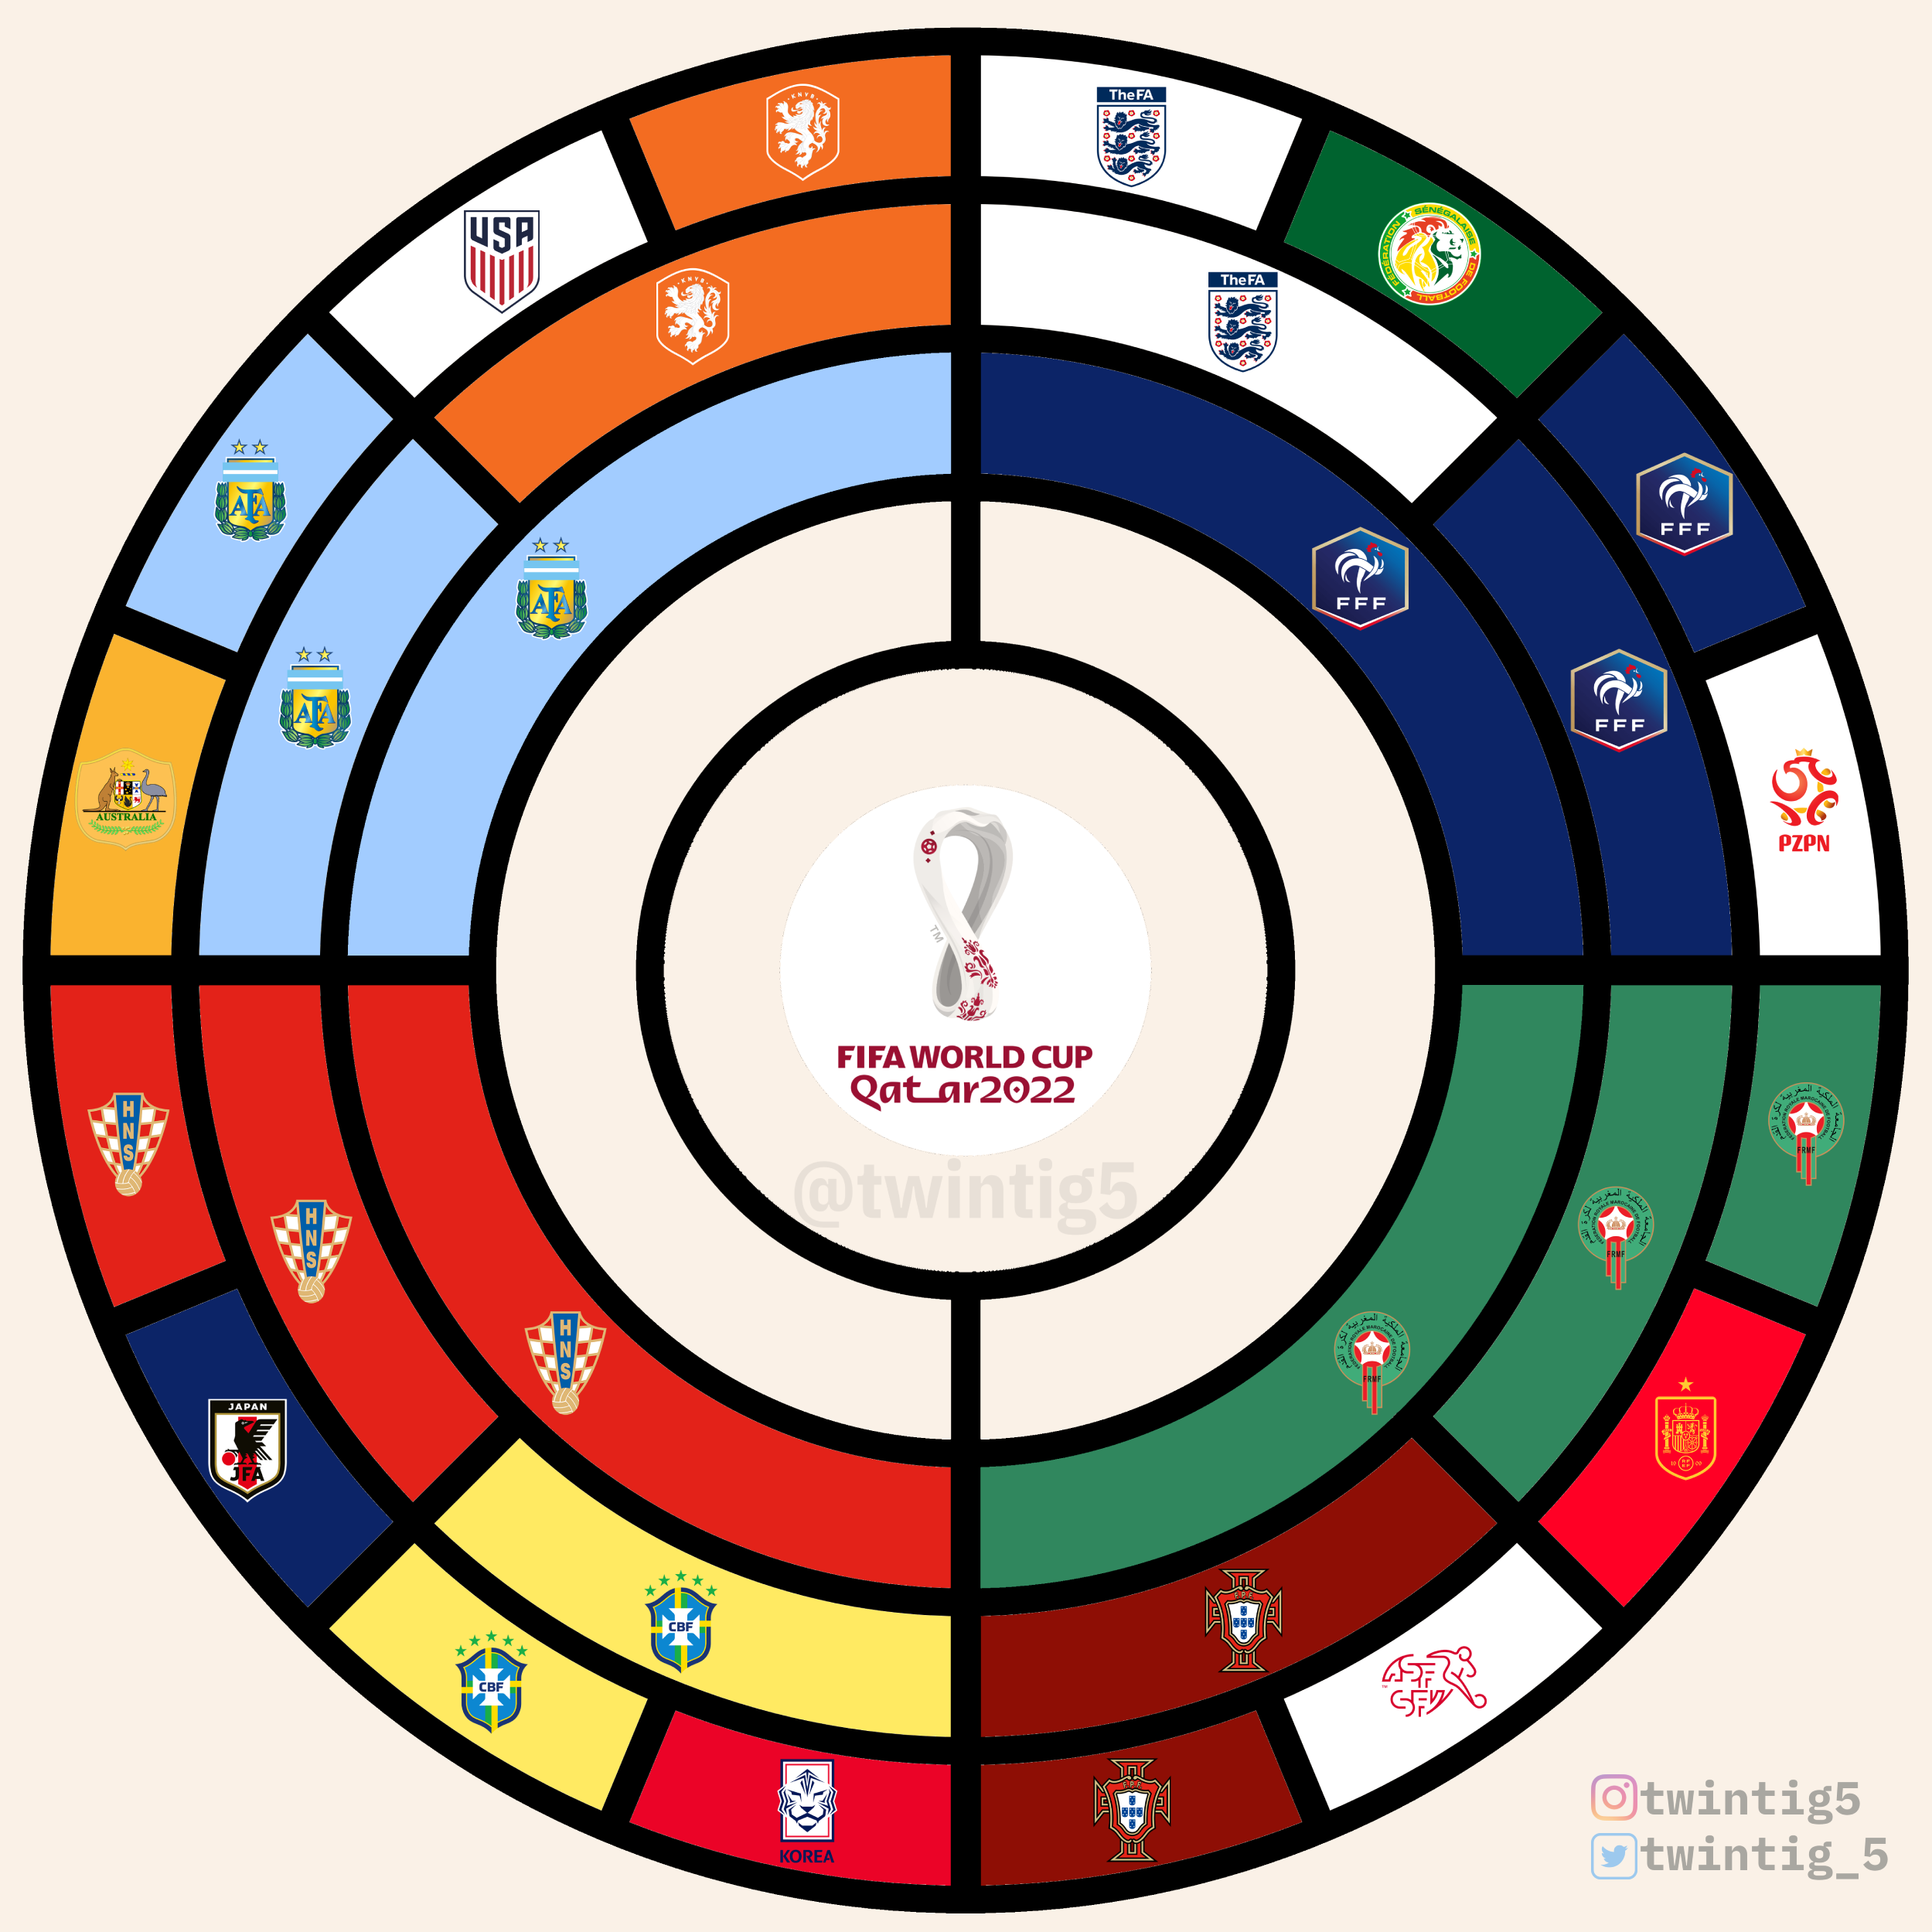 KNVB
TheFA
USA
FÉDÉRATION SÉNÉGALAISE DE FOOTBALL
KNVB
TheFA
AFA
FFF
AFA
FFF
AFA
FFF
AUSTRALIA
PZPN
TM
FIFA WORLD CUP
Qatar2022
@twintig5
HNS
FRMF
HNS
FRMF
HNS
FRMF
JAPAN
JFA
CBF
FPF
CBF
ASF
SFV
KOREA
FPF
twintig5
twintig_5